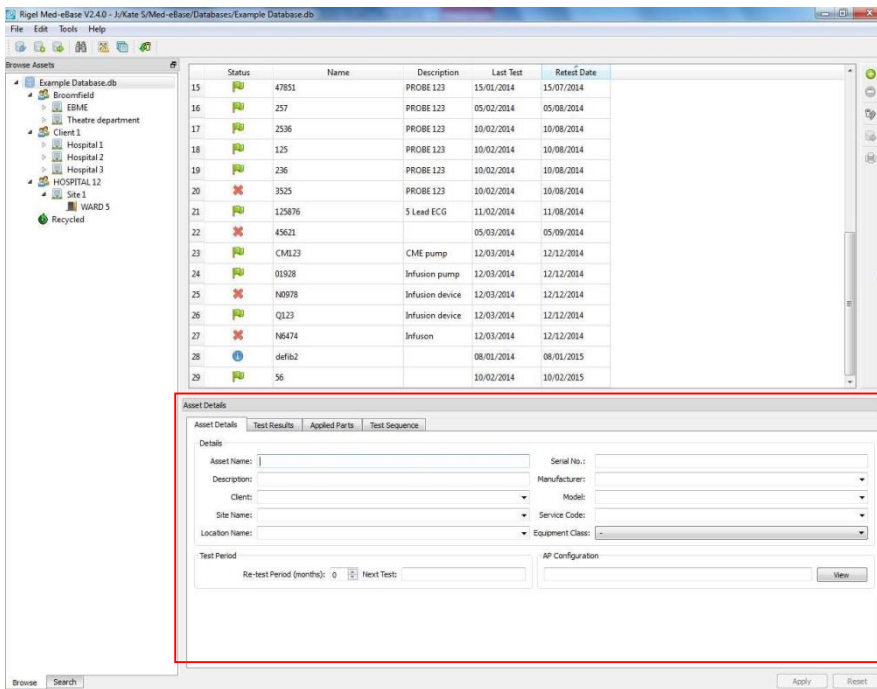 Rigel Med-eBase V2.4.0 - J:/Kate S/Med-eBase/Databases/Example Database.db
File Edit Tools Help
Browse Assets
Example Database.db
Broomfield
EBME
Theatre department
Client 1
Hospital 1
Hospital 2
Hospital 3
HOSPITAL 12
Site 1
WARD 5
Recycled
Status Name Description Last Test Retest Date
15 47851 PROBE 123 15/01/2014 15/07/2014
16 257 PROBE 123 05/02/2014 05/08/2014
17 2536 PROBE 123 10/02/2014 10/08/2014
18 125 PROBE 123 10/02/2014 10/08/2014
19 236 PROBE 123 10/02/2014 10/08/2014
20 3525 PROBE 123 10/02/2014 10/08/2014
21 125876 5 Lead ECG 11/02/2014 11/08/2014
22 45621 05/03/2014 05/09/2014
23 CM123 CME pump 12/03/2014 12/12/2014
24 01928 Infusion pump 12/03/2014 12/12/2014
25 N0978 Infusion device 12/03/2014 12/12/2014
26 Q123 Infusion device 12/03/2014 12/12/2014
27 N6474 Infuson 12/03/2014 12/12/2014
28 defib2 08/01/2014 08/01/2015
29 56 10/02/2014 10/02/2015
Asset Details
Asset Details Test Results Applied Parts Test Sequence
Details
Asset Name: Serial No.:
Description: Manufacturer:
Client: Model:
Site Name: Service Code:
Location Name: Equipment Class: -
Test Period AP Configuration
Re-test Period (months): 0 Next Test: View
Browse Search Apply Reset